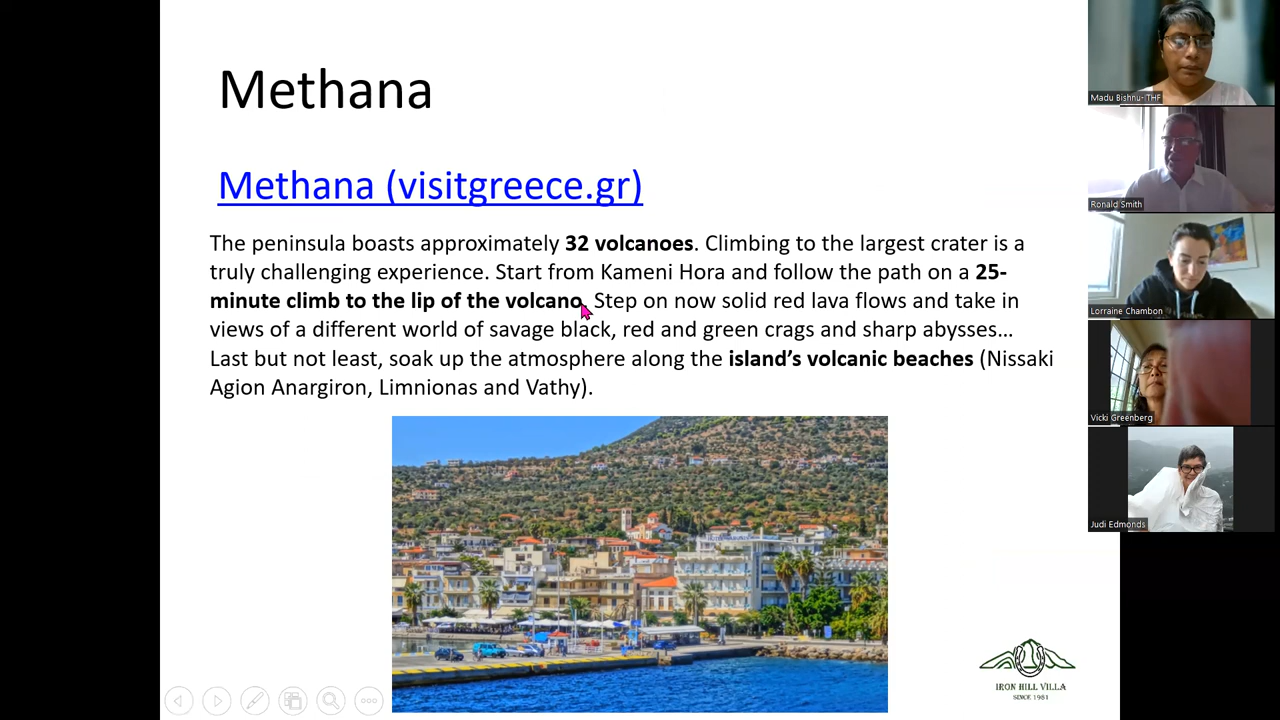 Methana
Methana (visitgreece.gr)
The peninsula boasts approximately 32 volcanoes. Climbing to the largest crater is a
truly challenging experience. Start from Kameni Hora and follow the path on a 25-
minute climb to the lip of the volcano. Step on now solid red lava flows and take in
views of a different world of savage black, red and green crags and sharp abysses…
Last but not least, soak up the atmosphere along the island’s volcanic beaches (Nissaki
Agion Anargiron, Limnionas and Vathy).
IRON HILL VILLA
SINCE 1981
Madu Bishnu-ITHF
Ronald Smith
Lorraine Chambon
Vicki Greenberg
Judi Edmonds